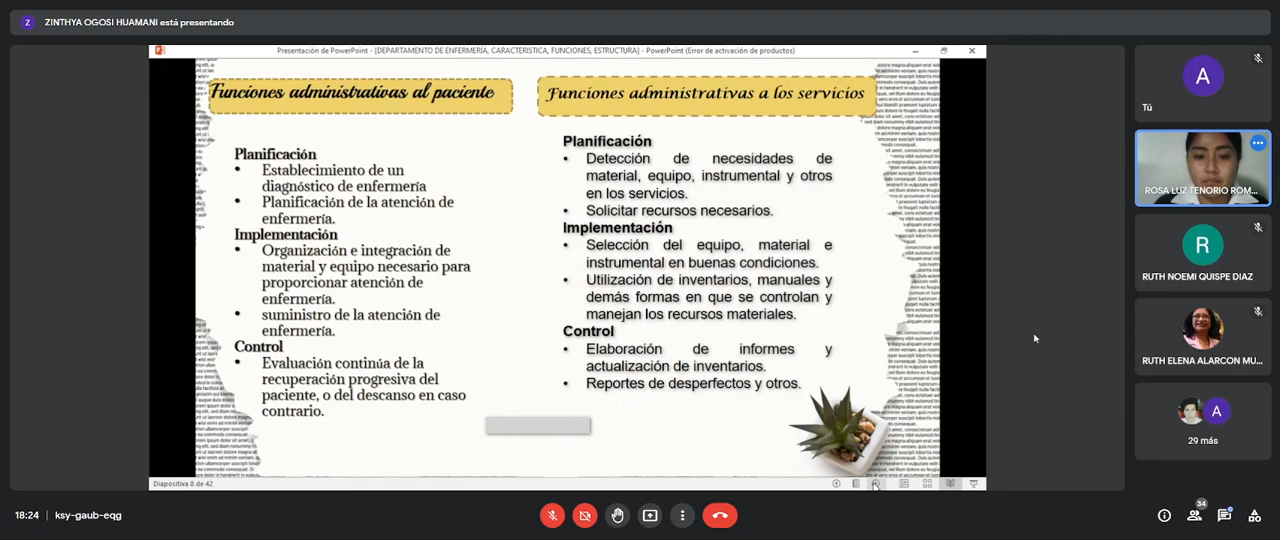 Z ZINTHYA OGOSI HUAMANI está presentando
Presentación de PowerPoint - [DEPARTAMENTO DE ENFERMERÍA, CARACTERISTICA, FUNCIONES, ESTRUCTURA] - PowerPoint (Error de activación de productos)
Funciones administrativas al paciente
Planificación
• Establecimiento de un
diagnóstico de enfermería
• Planificación de la atención de
enfermería.
Implementación
• Organización e integración de
material y equipo necesario para
proporcionar atención de
enfermería.
• suministro de la atención de
enfermería.
Control
• Evaluación continúa de la
recuperación progresiva del
paciente, o del descanso en caso
contrario.
Funciones administrativas a los servicios
Planificación
• Detección de necesidades de
material, equipo, instrumental y otros
en los servicios.
• Solicitar recursos necesarios.
Implementación
• Selección del equipo, material e
instrumental en buenas condiciones.
• Utilización de inventarios, manuales y
demás formas en que se controlan y
manejan los recursos materiales.
Control
• Elaboración de informes y
actualización de inventarios.
• Reportes de desperfectos y otros.
Diapositiva 8 de 42
A
Tú
ROSA LUZ TENORIO ROM...
R
RUTH NOEMI QUISPE DIAZ
RUTH ELENA ALARCON MU...
A
29 más
18:24 ksy-gaub-eqg
34